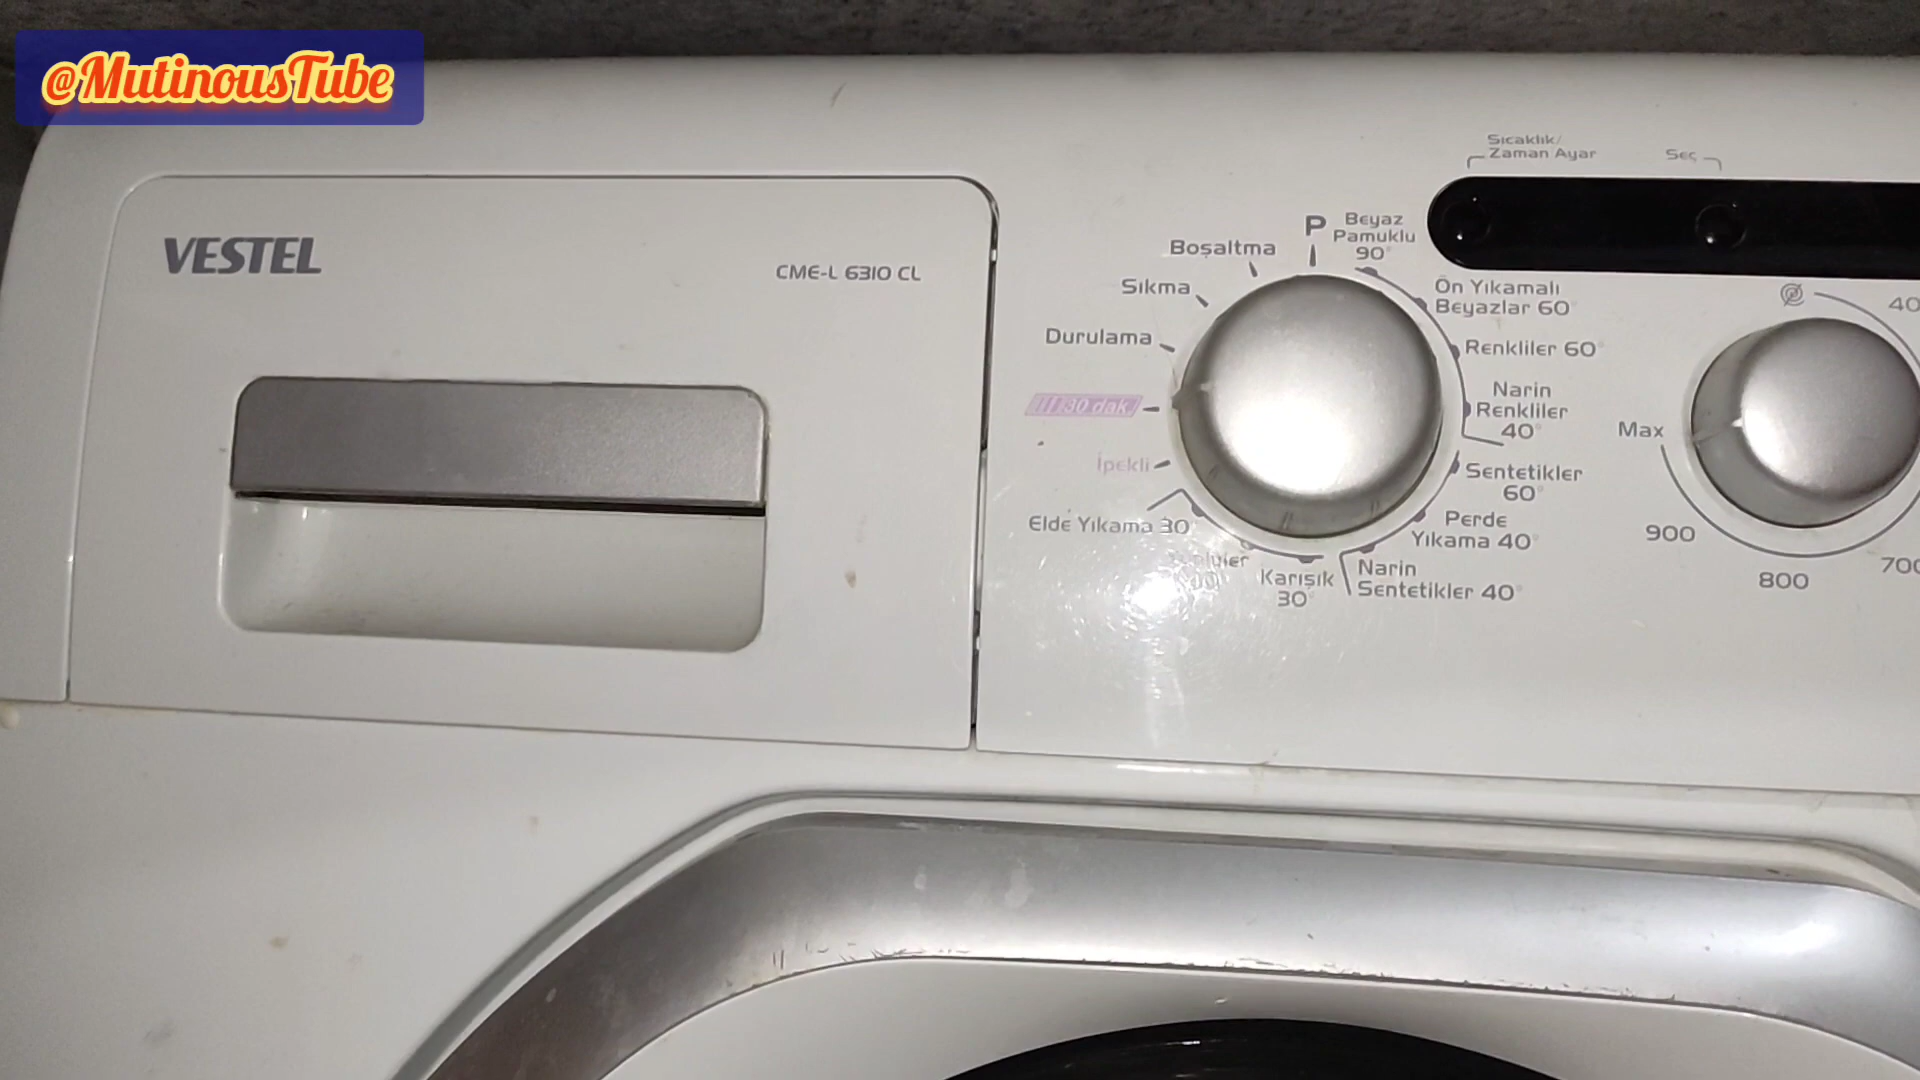 @MutinousTube
VESTEL
CME-L 6310 CL
Sıcaklık/
Zaman Ayar
Seç
P
Beyaz
Pamuklu
90°
Ön Yıkamalı
Beyazlar 60°
Renkliler 60°
Narin
Renkliler
40°
Sentetikler
60°
Perde
Yıkama 40°
Narin
Sentetikler 40°
Karışık
30°
Elde Yıkama 30°
İpekli
30 dak
Durulama
Sıkma
Boşaltma
Max
900
800